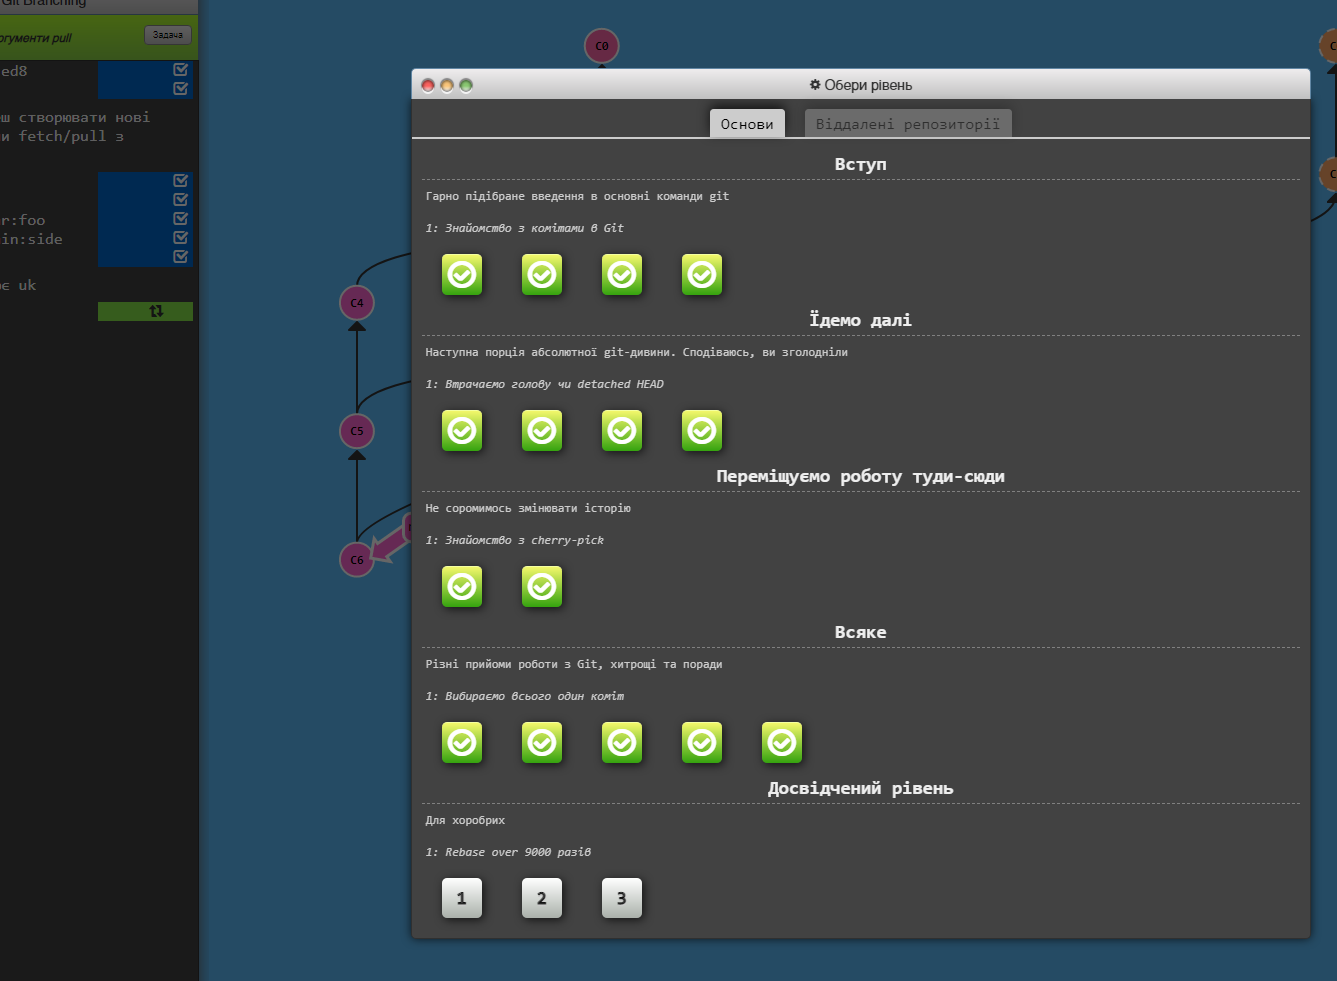 Git Branching
ргументи pull
Задача
ed8
еш створювати нові
и fetch/pull з
r:foo
in:side
ює uk
C0
C4
C5
C6
Обери рівень
Основи
Віддалені репозиторії
Вступ
Гарно підібране введення в основні команди git
1: Знайомство з комітами в Git
Їдемо далі
Наступна порція абсолютної git-дивини. Сподіваюсь, ви зголодніли
1: Втрачаємо голову чи detached HEAD
Переміщуємо роботу туди-сюди
Не соромимось змінювати історію
1: Знайомство з cherry-pick
Всяке
Різні прийоми роботи з Git, хитрощі та поради
1: Вибираємо всього один коміт
Досвідчений рівень
Для хоробрих
1: Rebase over 9000 разів
1 2 3